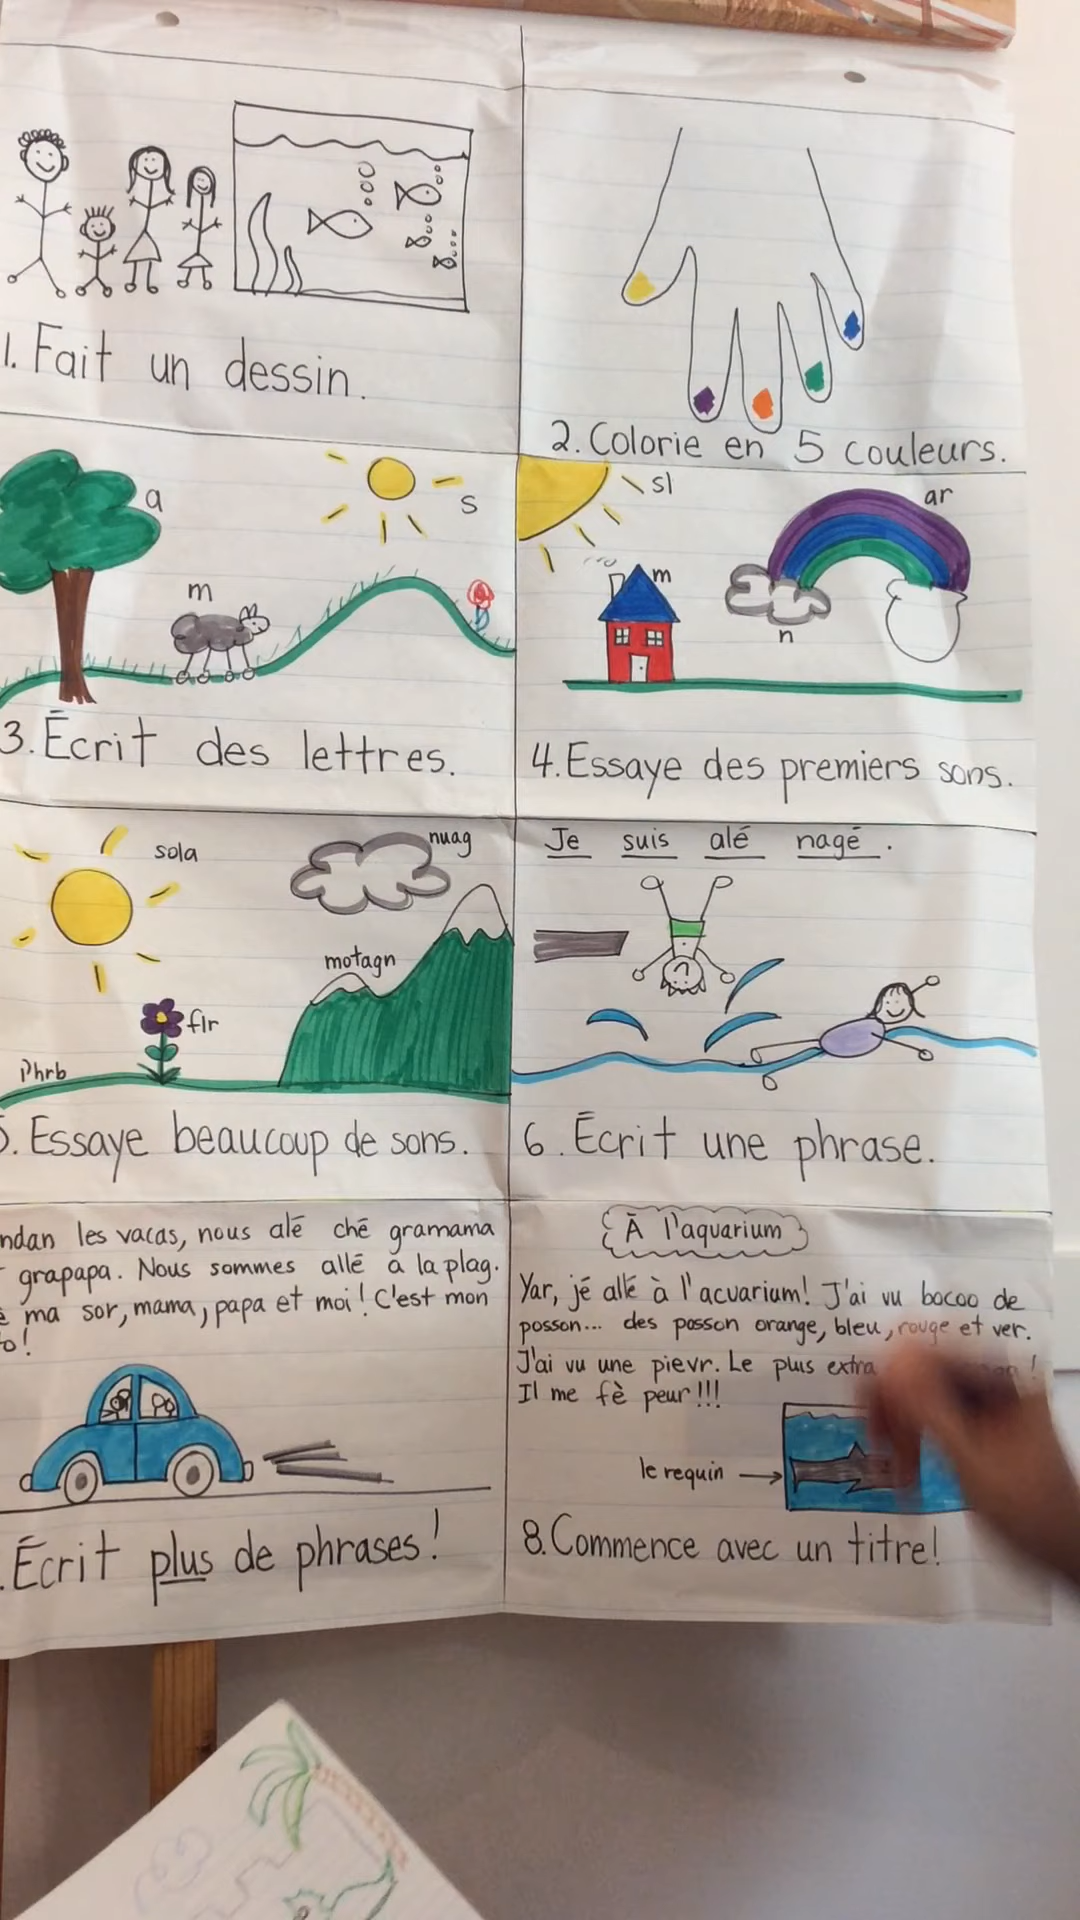 1. Fait un dessin.
2. Colorie en 5 couleurs.
a
s
m
3. Écrit des lettres.
sl
ar
m
n
4. Essaye des premiers sons.
sola
nuag
motagn
flr
Phrb
5. Essaye beaucoup de sons.
Je suis alé nagé.
6. Écrit une phrase.
ndan les vacas, nous alé ché gramama
grapapa. Nous sommes allé a la plag.
ma sor, mama, papa et moi! C'est mon
o!
. Écrit plus de phrases!
À l'aquarium
Yar, jé allé à l'acuarium! J'ai vu bocoo de
posson... des posson orange, bleu, rouge et ver.
J'ai vu une pievr. Le plus extra
Il me fè peur!!!
le requin
8. Commence avec un titre!